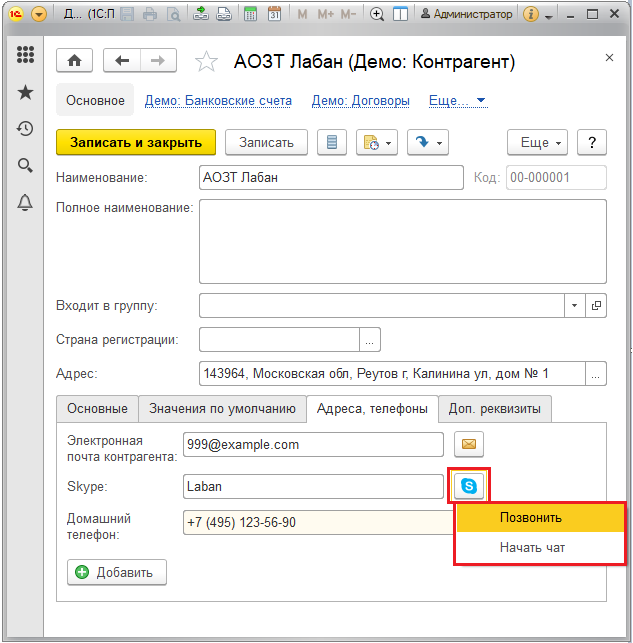 Д... (1С:П
31
M M+ M-
Администратор
АОЗТ Лабан (Демо: Контрагент)
Основное Демо: Банковские счета Демо: Договоры Еще...
Записать и закрыть Записать Еще ?
Наименование: АОЗТ Лабан Код: 00-000001
Полное наименование:
Входит в группу:
Страна регистрации: ...
Адрес: 143964, Московская обл, Реутов г, Калинина ул, дом № 1 ...
Основные Значения по умолчанию Адреса, телефоны Доп. реквизиты
Электронная
почта контрагента: 999@example.com
Skype: Laban
Позвонить
Домашний
телефон: +7 (495) 123-56-90
Начать чат
Добавить